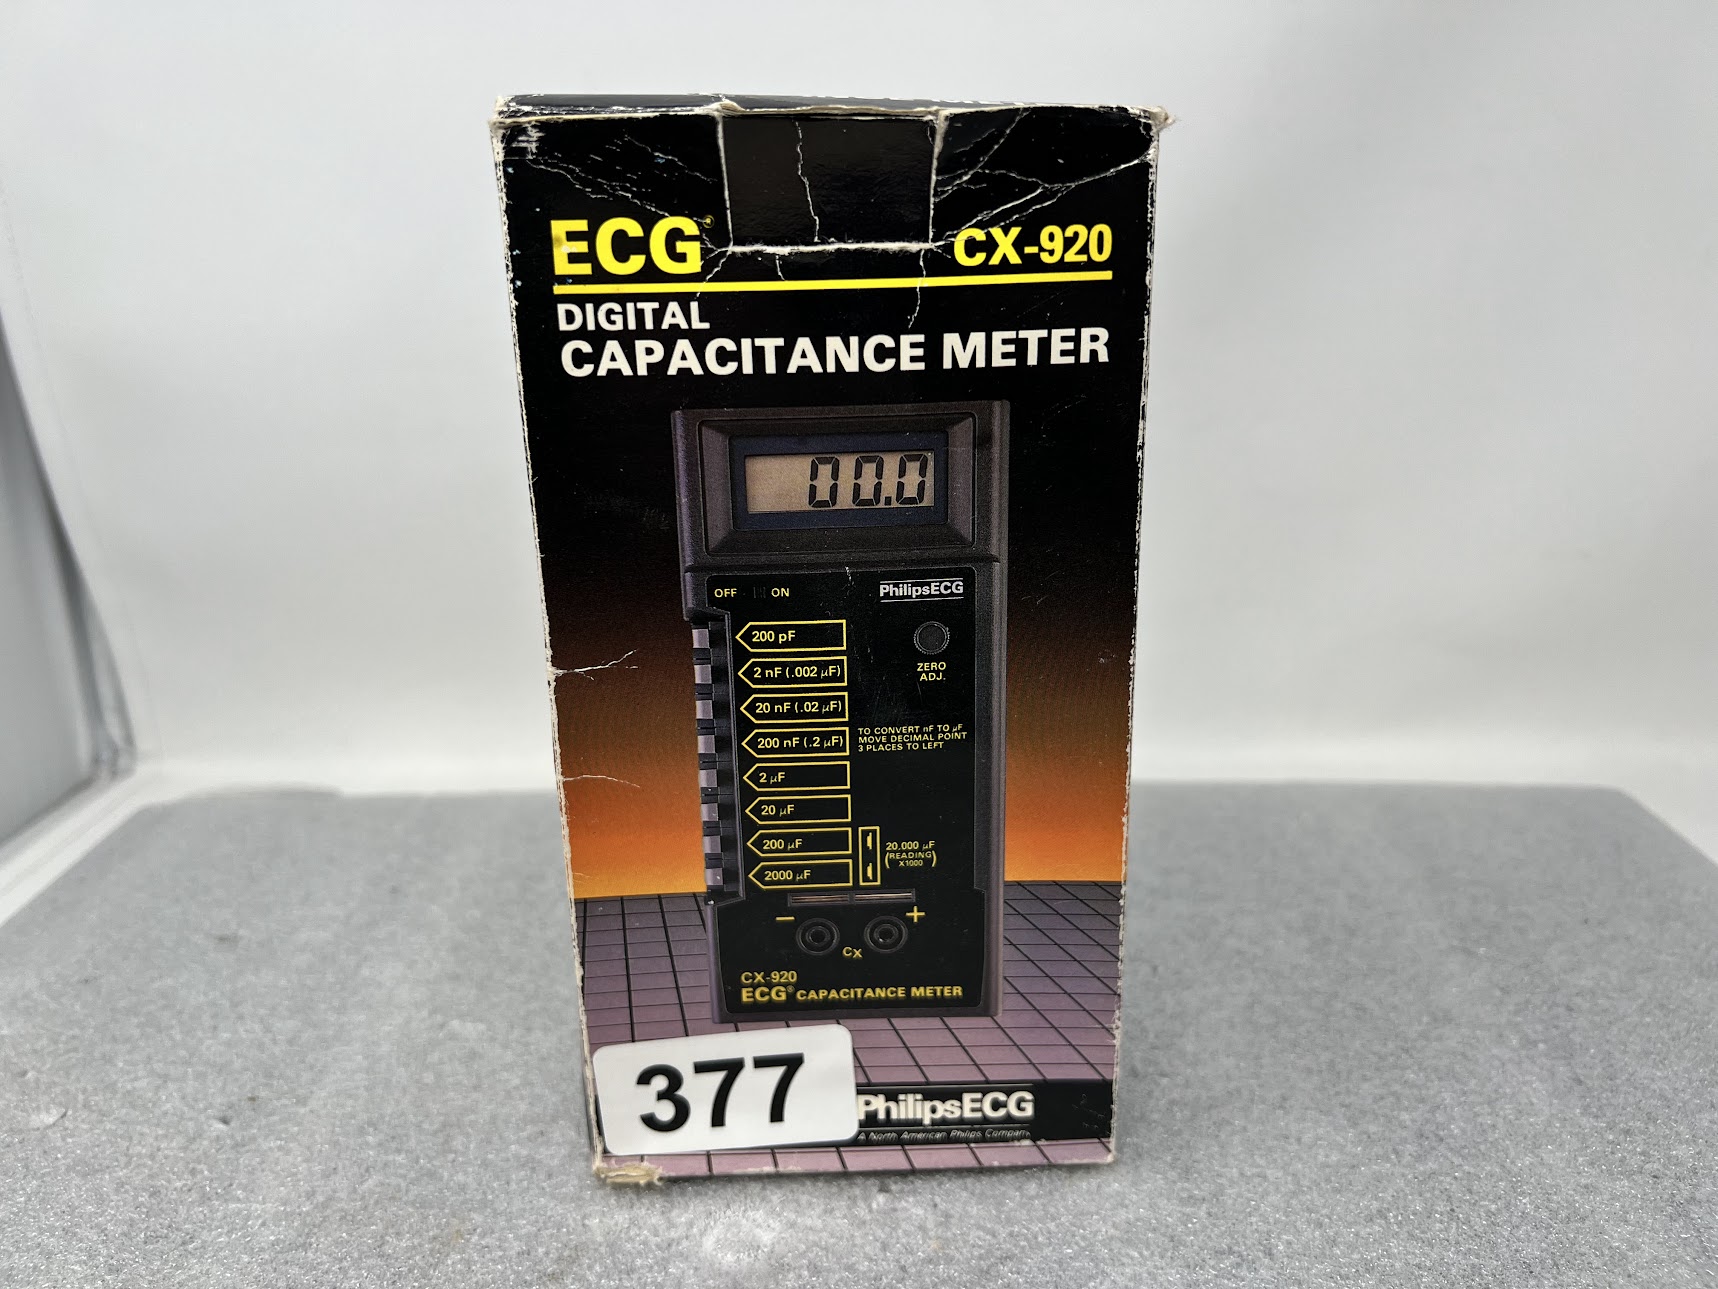 ECG® CX-920
DIGITAL
CAPACITANCE METER
00.0
OFF ON PhilipsECG
200 pF
2 nF (.002 µF)
ZERO
ADJ.
20 nF (.02 µF)
200 nF (.2 µF)
TO CONVERT nF TO µF
MOVE DECIMAL POINT
3 PLACES TO LEFT
2 µF
20 µF
200 µF
20,000 µF
(READING
X1000)
2000 µF
− +
CX
CX-920
ECG® CAPACITANCE METER
377
PhilipsECG
A North American Philips Company